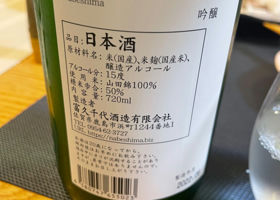 吟醸
品目：日本酒
原材料名：米(国産)、米麹(国産米)、
醸造アルコール
アルコール分：15度
使用米：山田錦100%
精米歩合：50%
内容量：720ml
製造者
富久千代酒造有限会社
佐賀県鹿島市浜町1244番地1
TEL 0954-62-3727
https://nabeshima.biz